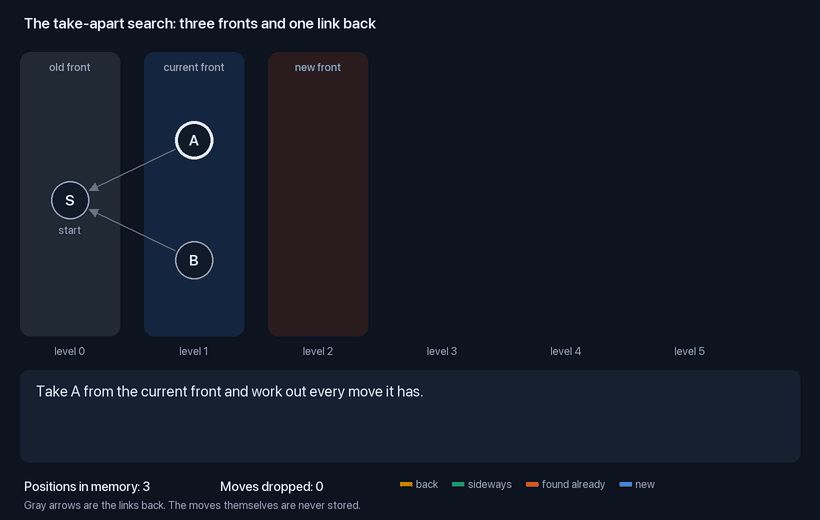 The take-apart search: three fronts and one link back
old front
current front
new front
A
S
start
B
level 0
level 1
level 2
level 3
level 4
level 5
Take A from the current front and work out every move it has.
Positions in memory: 3
Moves dropped: 0
back
sideways
found already
new
Gray arrows are the links back. The moves themselves are never stored.